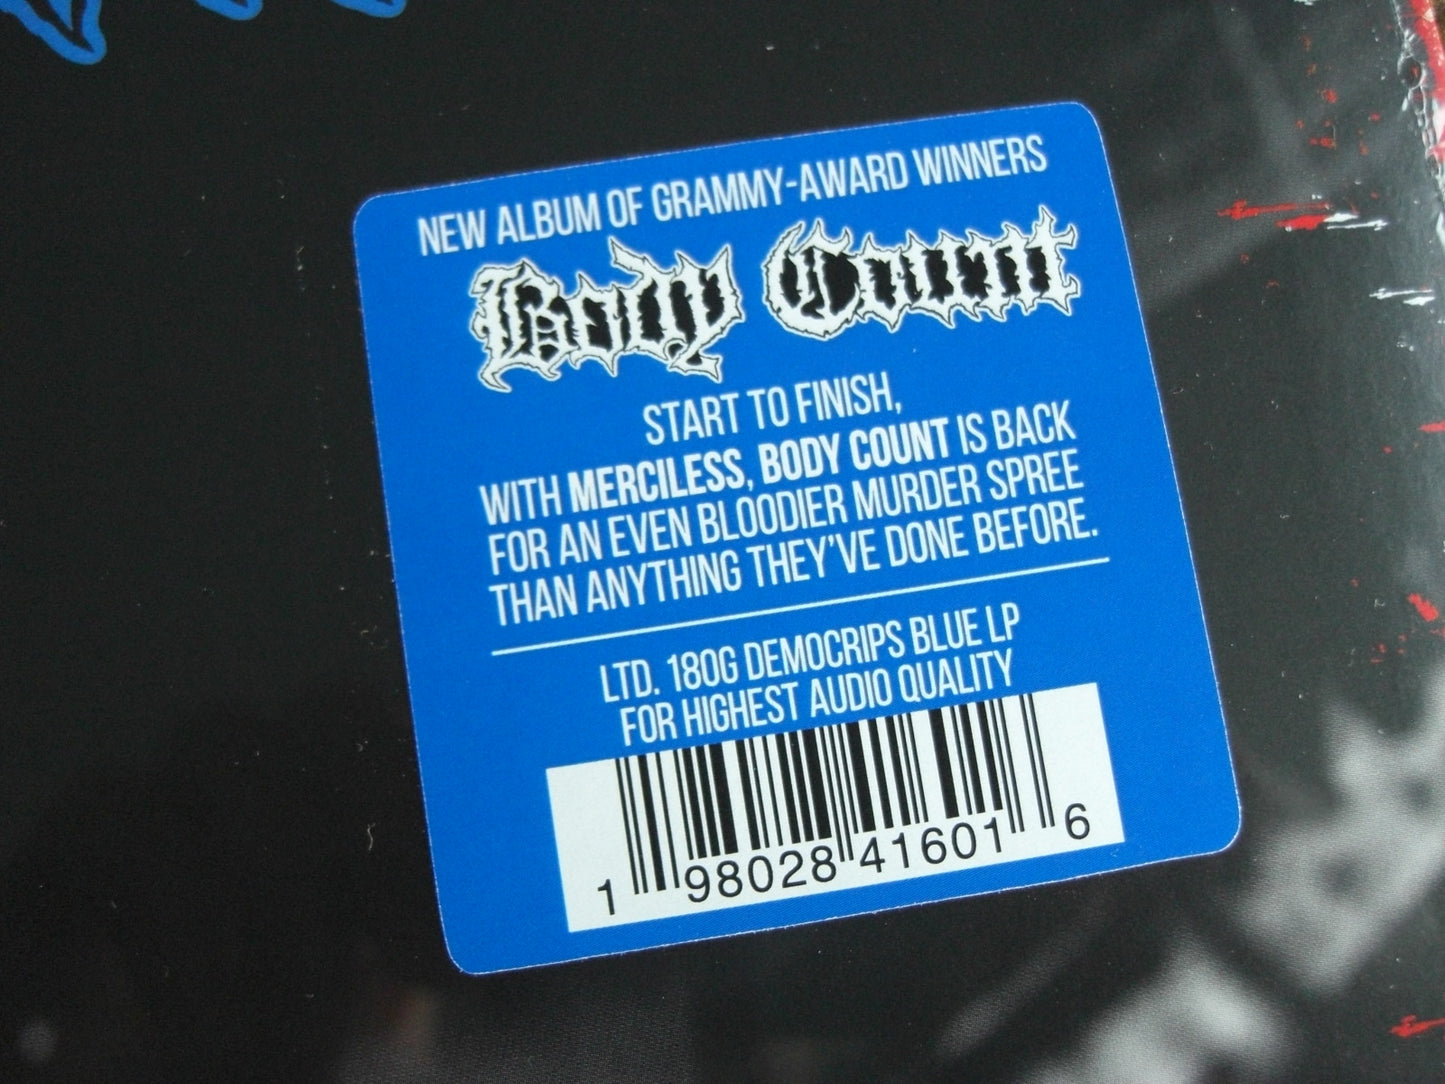 NEW ALBUM OF GRAMMY-AWARD WINNERS
Body Count
START TO FINISH,
WITH MERCILESS, BODY COUNT IS BACK
FOR AN EVEN BLOODIER MURDER SPREE
THAN ANYTHING THEY'VE DONE BEFORE.
LTD. 180G DEMOCRIPS BLUE LP
FOR HIGHEST AUDIO QUALITY
1 98028 41601 6